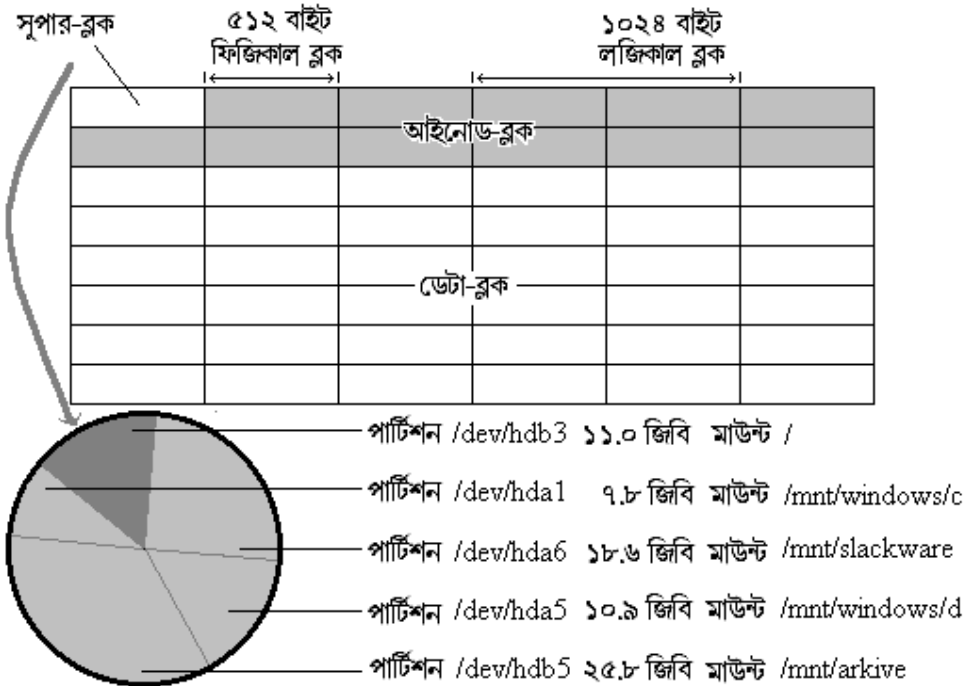 সুপার-ব্লক
৫১২ বাইট
ফিজিকাল ব্লক
১০২৪ বাইট
লজিকাল ব্লক
আইনোড-ব্লক
ডেটা-ব্লক
পার্টিশন /dev/hdb3 ১১.০ জিবি মাউন্ট /
পার্টিশন /dev/hda1 ৭.৮ জিবি মাউন্ট /mnt/windows/c
পার্টিশন /dev/hda6 ১৮.৬ জিবি মাউন্ট /mnt/slackware
পার্টিশন /dev/hda5 ১০.৯ জিবি মাউন্ট /mnt/windows/d
পার্টিশন /dev/hdb5 ২৫.৮ জিবি মাউন্ট /mnt/arkive